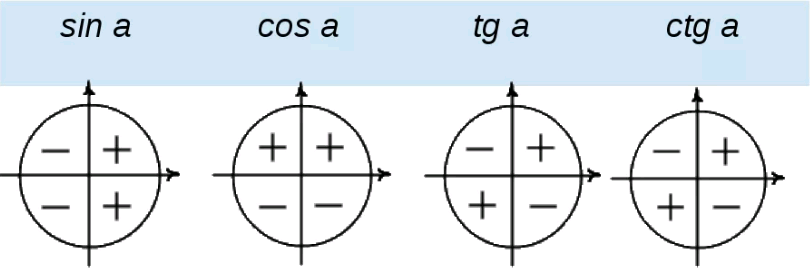 sin a cos a tg a ctg a
− + + + − + − +
− + − − + − + −